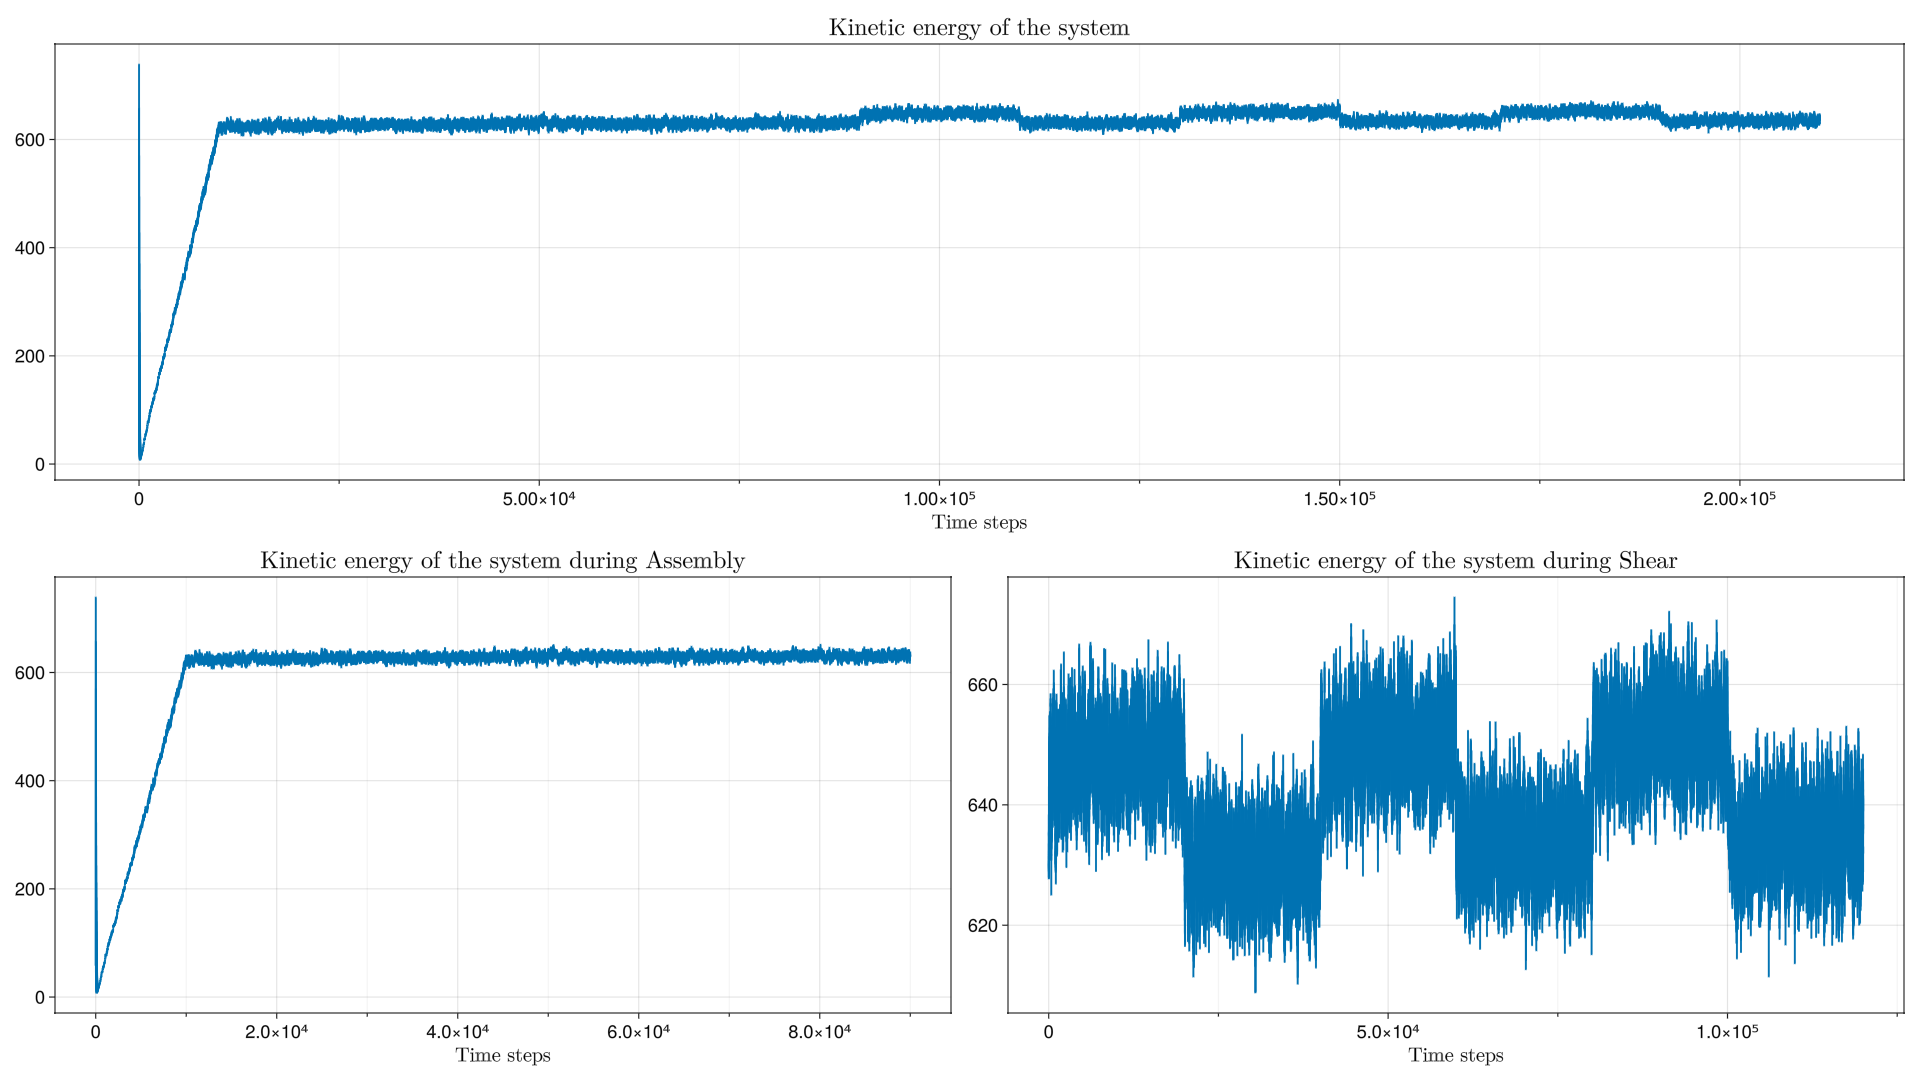 Kinetic energy of the system
600
400
200
0
0 5.00×10⁴ 1.00×10⁵ 1.50×10⁵ 2.00×10⁵
Time steps
Kinetic energy of the system during Assembly
600
400
200
0
0 2.0×10⁴ 4.0×10⁴ 6.0×10⁴ 8.0×10⁴
Time steps
Kinetic energy of the system during Shear
660
640
620
0 5.0×10⁴ 1.0×10⁵
Time steps